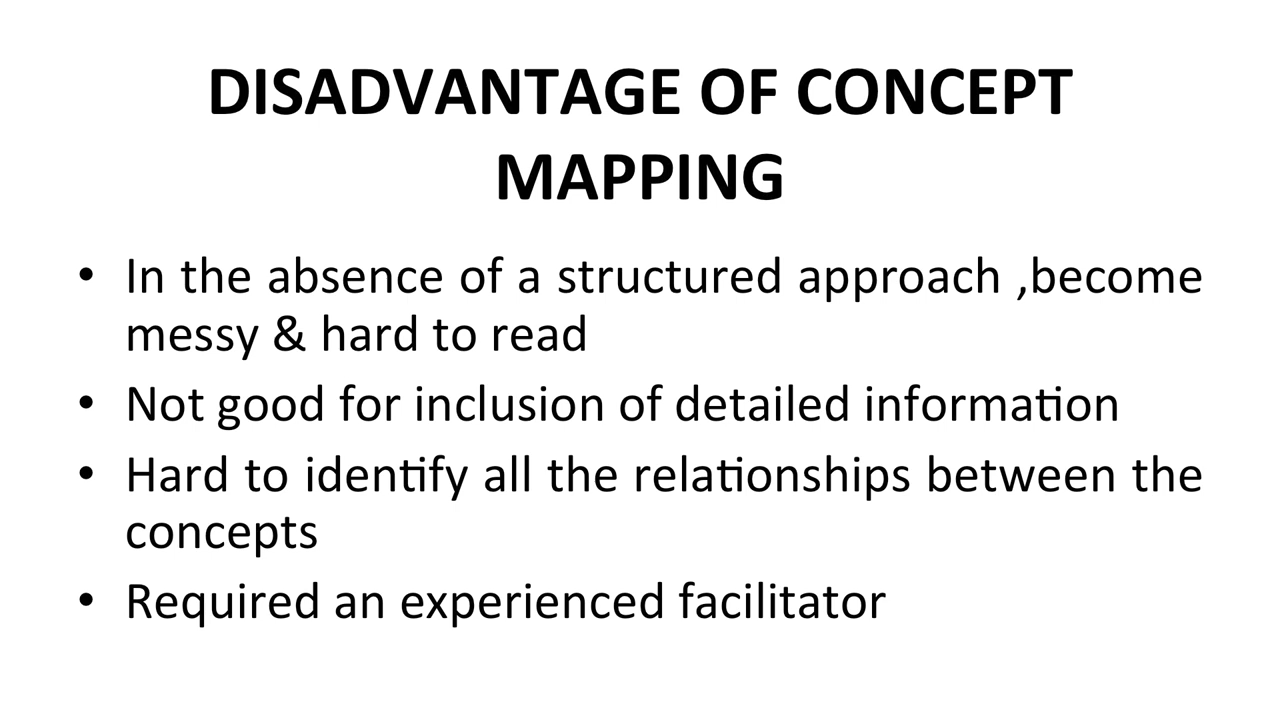 DISADVANTAGE OF CONCEPT
MAPPING
• In the absence of a structured approach ,become
messy & hard to read
• Not good for inclusion of detailed information
• Hard to identify all the relationships between the
concepts
• Required an experienced facilitator